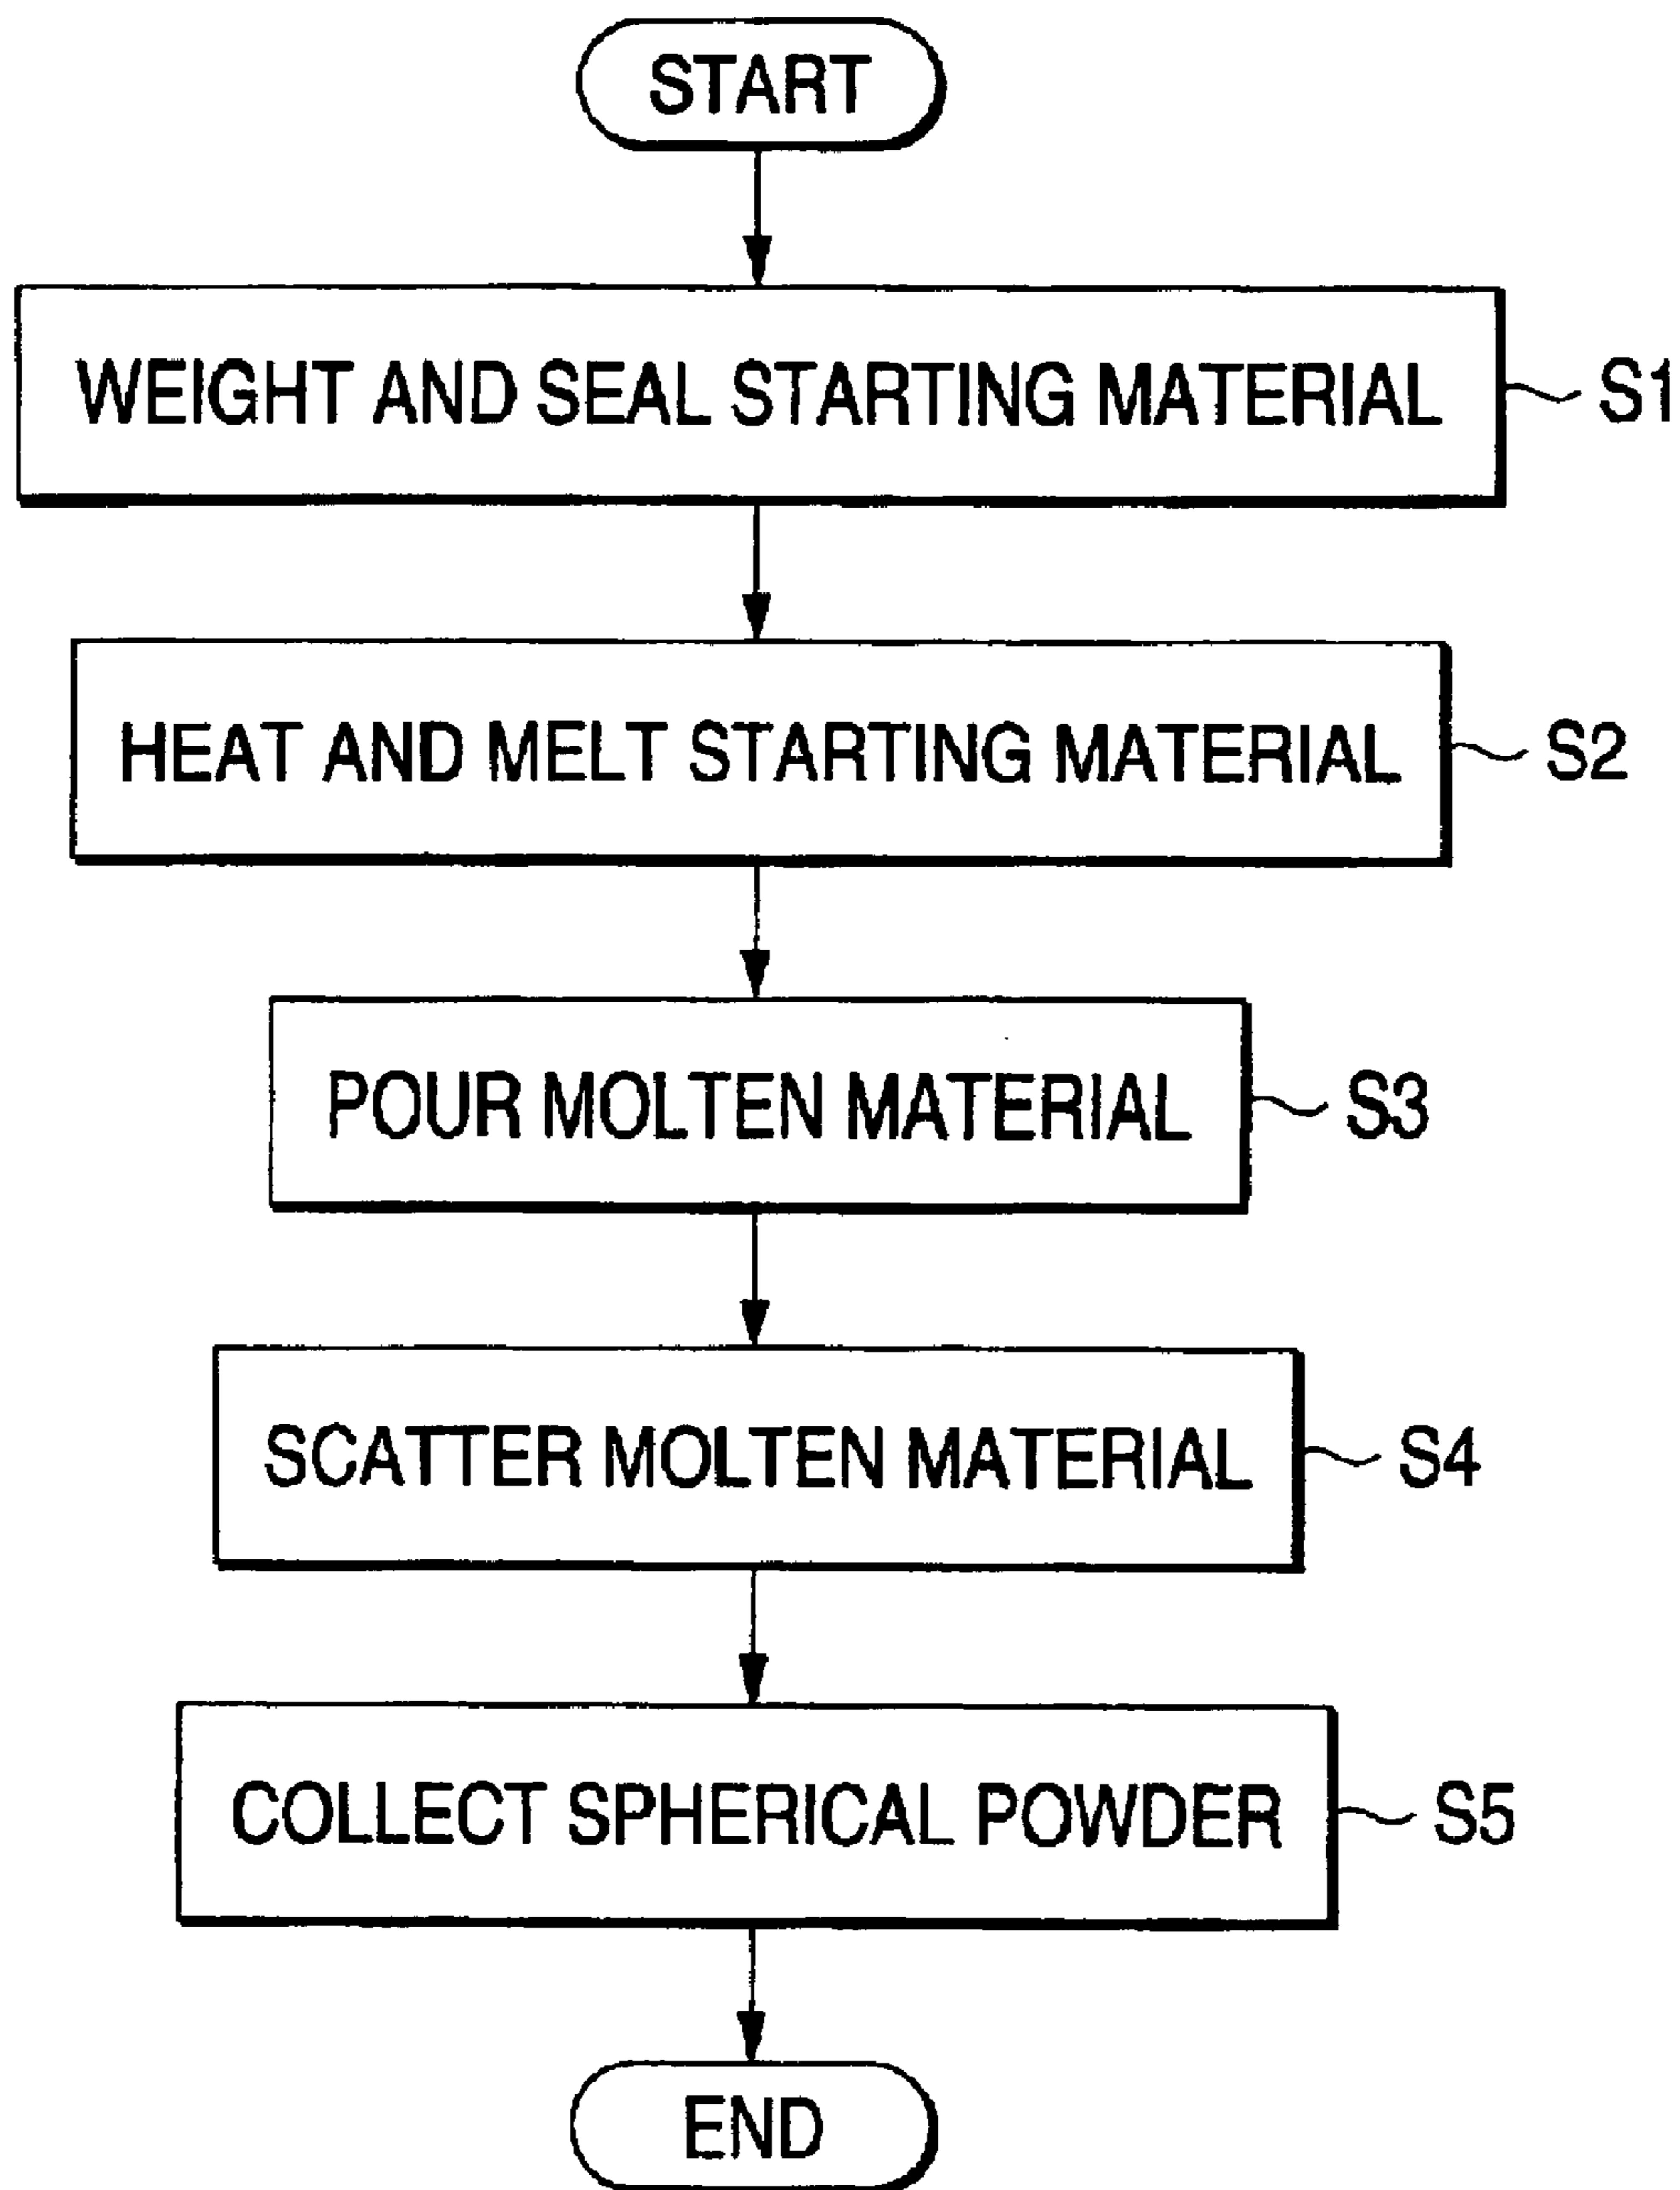 START
WEIGHT AND SEAL STARTING MATERIAL
S1
HEAT AND MELT STARTING MATERIAL
S2
POUR MOLTEN MATERIAL
S3
SCATTER MOLTEN MATERIAL
S4
COLLECT SPHERICAL POWDER
S5
END